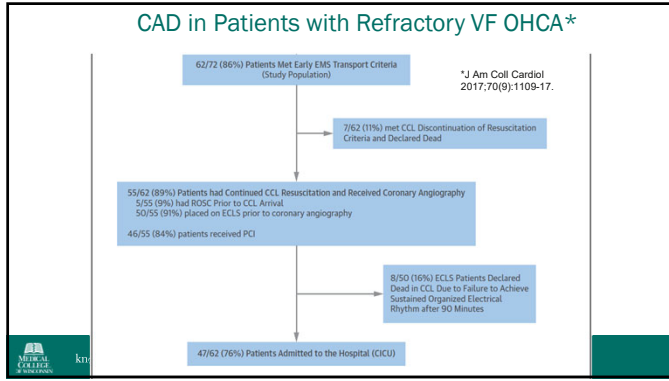 CAD in Patients with Refractory VF OHCA*
62/72 (86%) Patients Met Early EMS Transport Criteria
(Study Population)
*J Am Coll Cardiol
2017;70(9):1109-17.
7/62 (11%) met CCL Discontinuation of Resuscitation
Criteria and Declared Dead
55/62 (89%) Patients had Continued CCL Resuscitation and Received Coronary Angiography
5/55 (9%) had ROSC Prior to CCL Arrival
50/55 (91%) placed on ECLS prior to coronary angiography
46/55 (84%) patients received PCI
8/50 (16%) ECLS Patients Declared
Dead in CCL Due to Failure to Achieve
Sustained Organized Electrical
Rhythm after 90 Minutes
47/62 (76%) Patients Admitted to the Hospital (CICU)
MEDICAL
COLLEGE
OF WISCONSIN